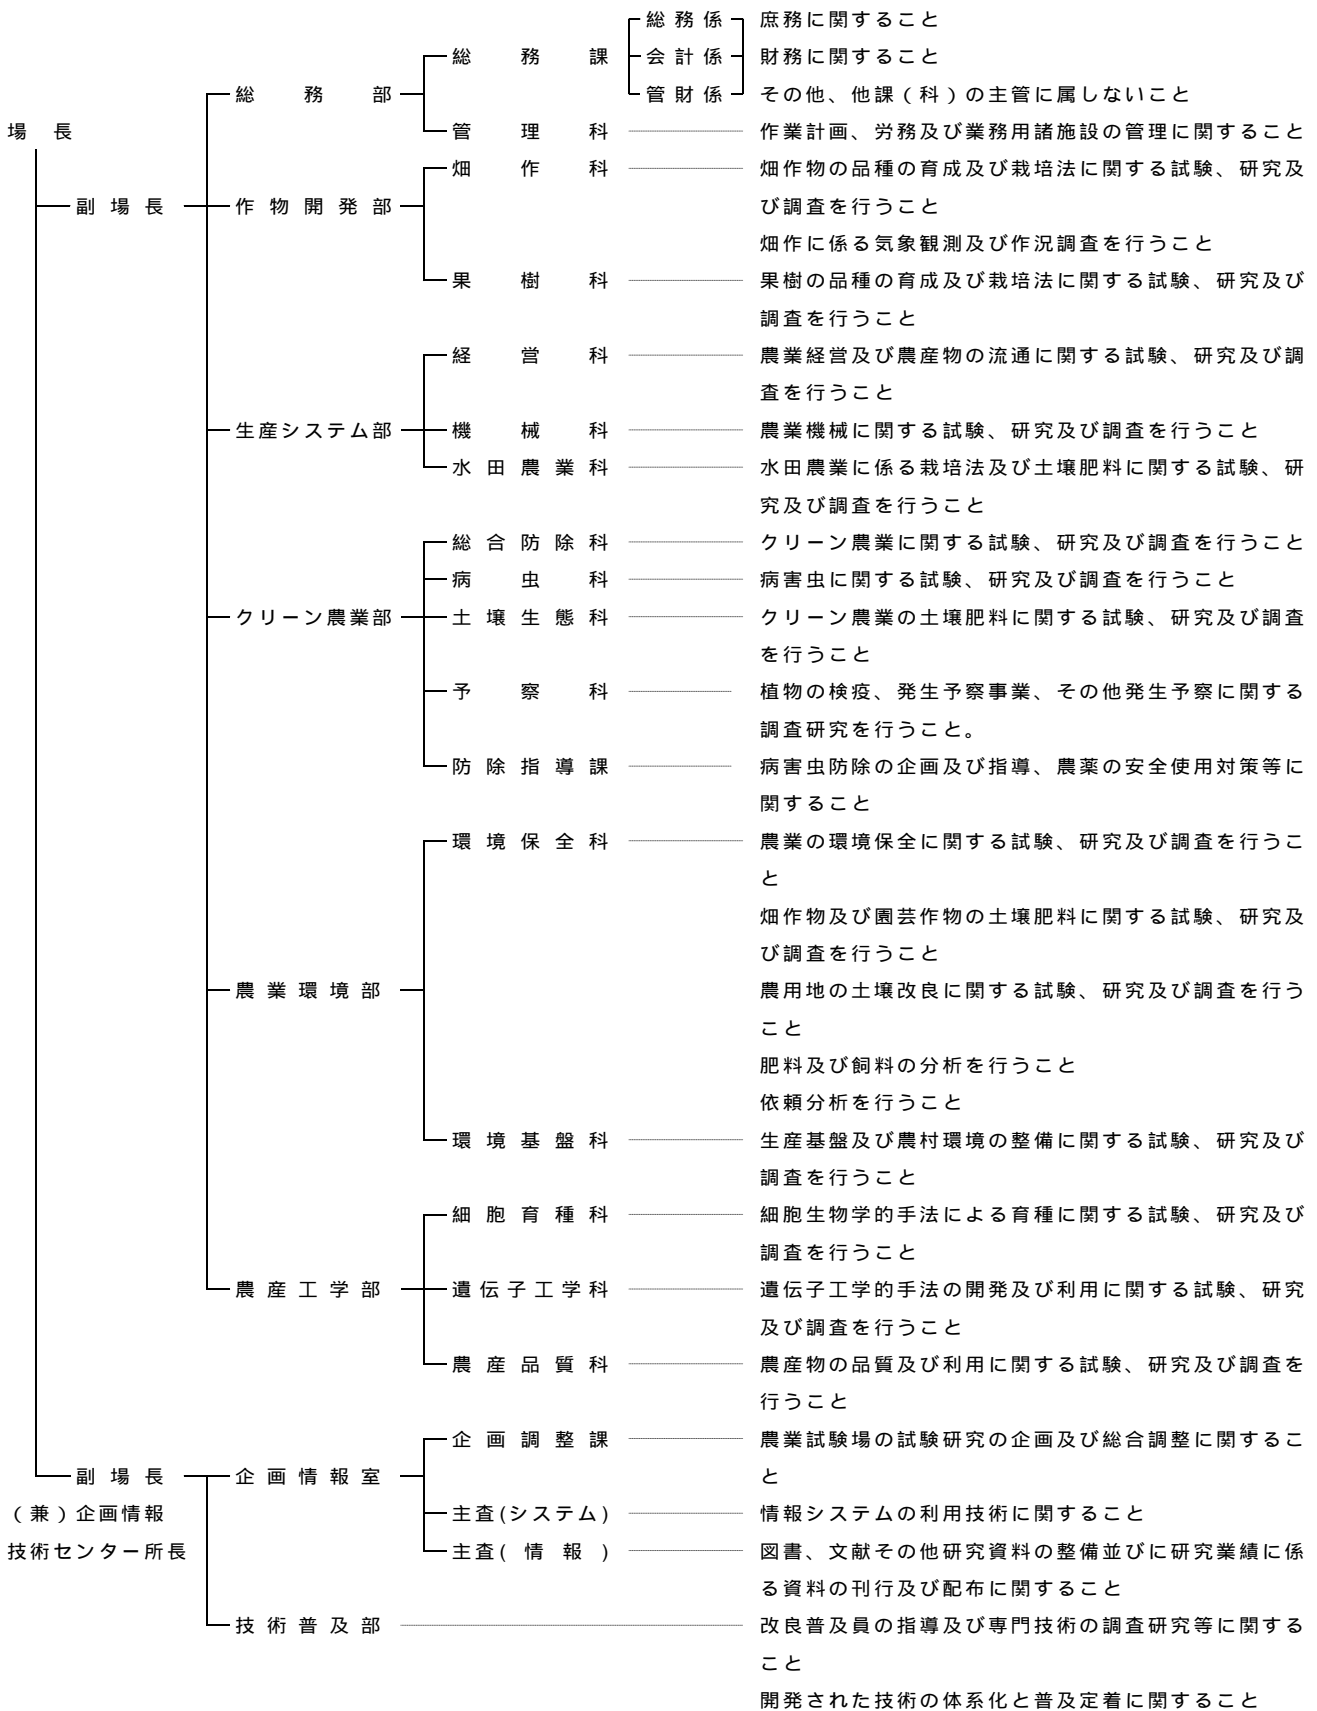 総務係 庶務に関すること
総務課 会計係 財務に関すること
総務部 管財係 その他、他課（科）の主管に属しないこと
場長 管理科 作業計画、労務及び業務用諸施設の管理に関すること
畑作科 畑作物の品種の育成及び栽培法に関する試験、研究及
副場長 作物開発部 び調査を行うこと
畑作に係る気象観測及び作況調査を行うこと
果樹科 果樹の品種の育成及び栽培法に関する試験、研究及び
調査を行うこと
経営科 農業経営及び農産物の流通に関する試験、研究及び調
査を行うこと
生産システム部 機械科 農業機械に関する試験、研究及び調査を行うこと
水田農業科 水田農業に係る栽培法及び土壌肥料に関する試験、研
究及び調査を行うこと
総合防除科 クリーン農業に関する試験、研究及び調査を行うこと
病虫科 病害虫に関する試験、研究及び調査を行うこと
クリーン農業部 土壌生態科 クリーン農業の土壌肥料に関する試験、研究及び調査
を行うこと
予察科 植物の検疫、発生予察事業、その他発生予察に関する
調査研究を行うこと。
防除指導課 病害虫防除の企画及び指導、農薬の安全使用対策等に
関すること
環境保全科 農業の環境保全に関する試験、研究及び調査を行うこ
と
畑作物及び園芸作物の土壌肥料に関する試験、研究及
び調査を行うこと
農業環境部 農用地の土壌改良に関する試験、研究及び調査を行う
こと
肥料及び飼料の分析を行うこと
依頼分析を行うこと
環境基盤科 生産基盤及び農村環境の整備に関する試験、研究及び
調査を行うこと
細胞育種科 細胞生物学的手法による育種に関する試験、研究及び
調査を行うこと
農産工学部 遺伝子工学科 遺伝子工学的手法の開発及び利用に関する試験、研究
及び調査を行うこと
農産品質科 農産物の品質及び利用に関する試験、研究及び調査を
行うこと
企画調整課 農業試験場の試験研究の企画及び総合調整に関するこ
副場長 企画情報室 と
（兼）企画情報 主査(システム) 情報システムの利用技術に関すること
技術センター所長 主査(情報) 図書、文献その他研究資料の整備並びに研究業績に係
る資料の刊行及び配布に関すること
技術普及部 改良普及員の指導及び専門技術の調査研究等に関する
こと
開発された技術の体系化と普及定着に関すること